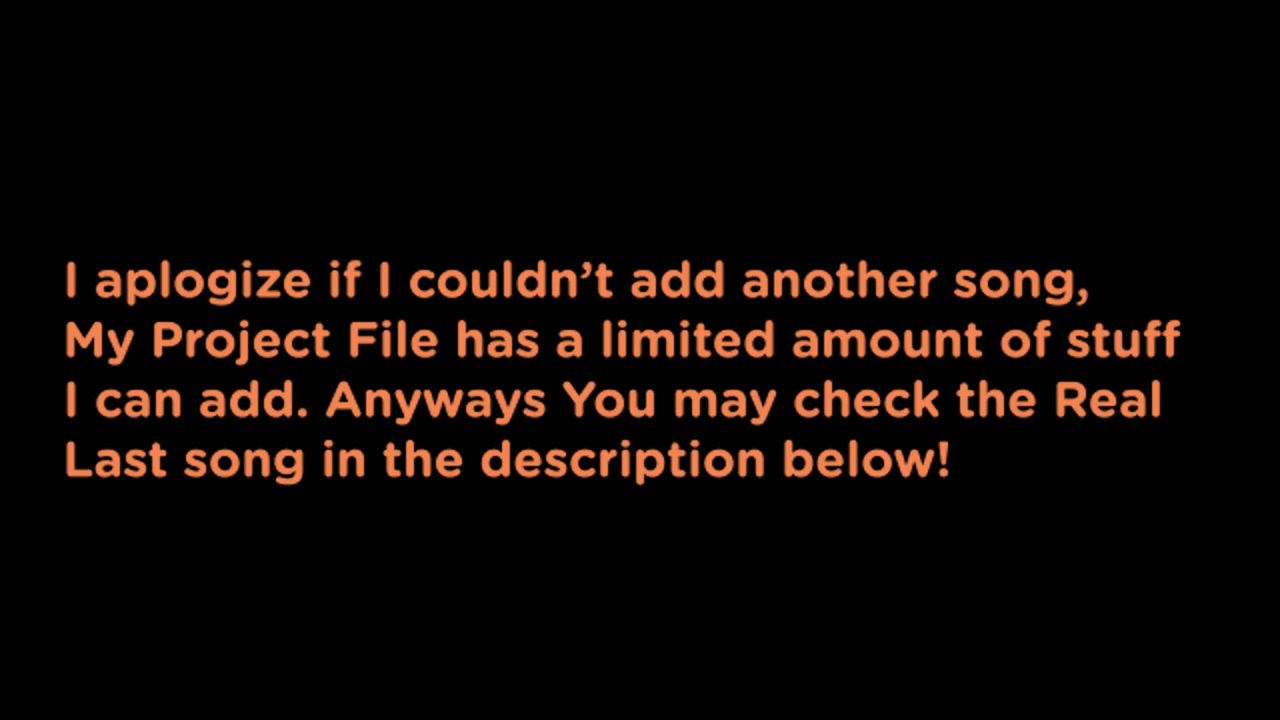 I aplogize if I couldn’t add another song,
My Project File has a limited amount of stuff
I can add. Anyways You may check the Real
Last song in the description below!